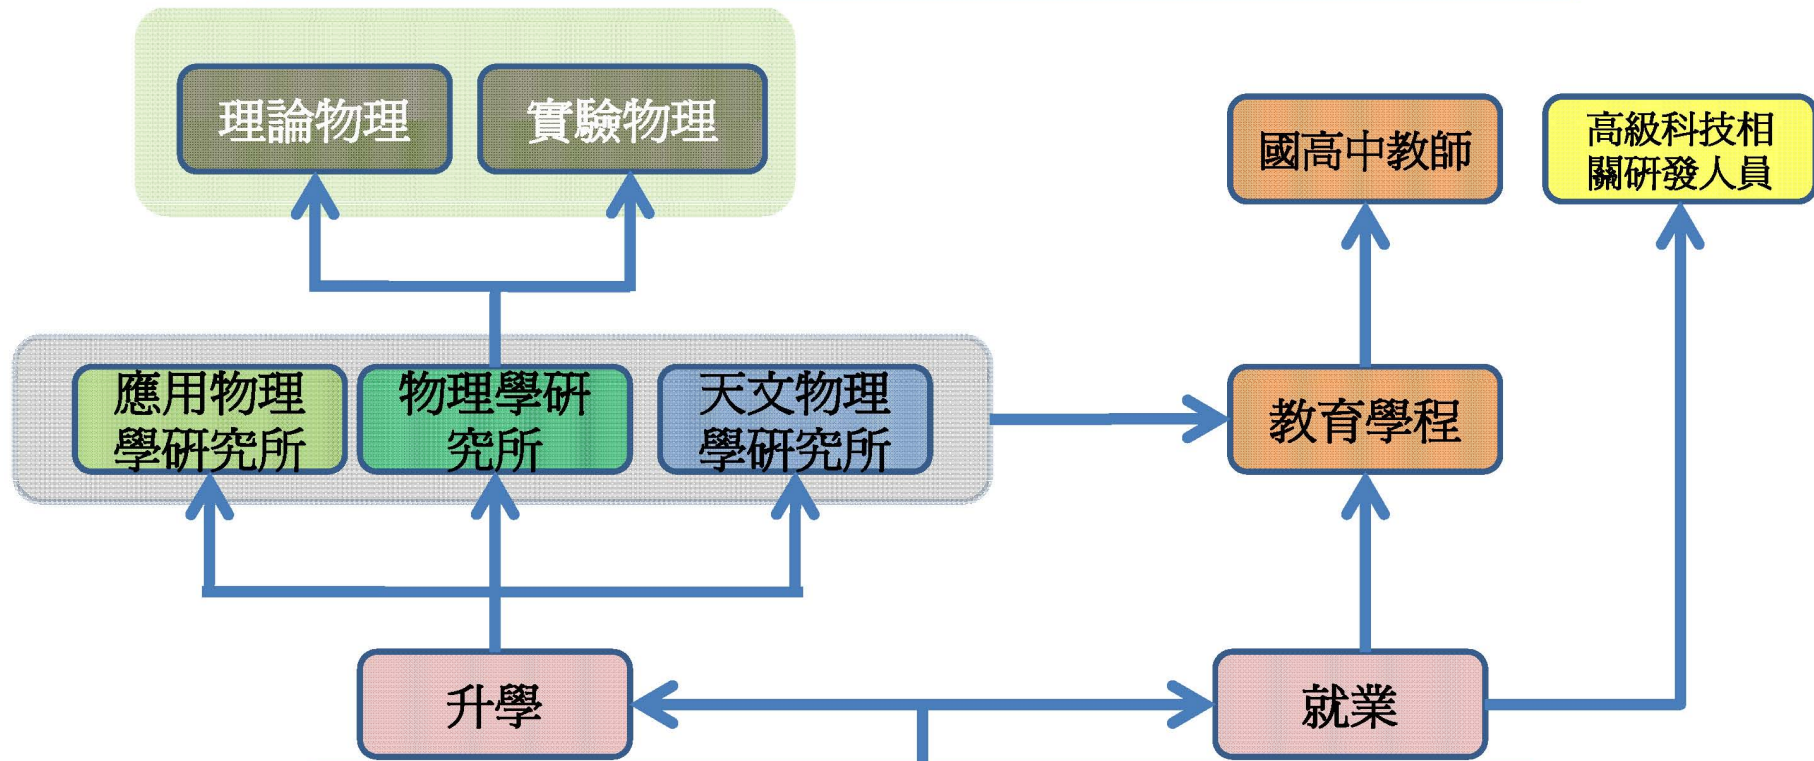 理論物理
實驗物理
國高中教師
高級科技相
關研發人員
應用物理
學研究所
物理學研
究所
天文物理
學研究所
教育學程
升學
就業